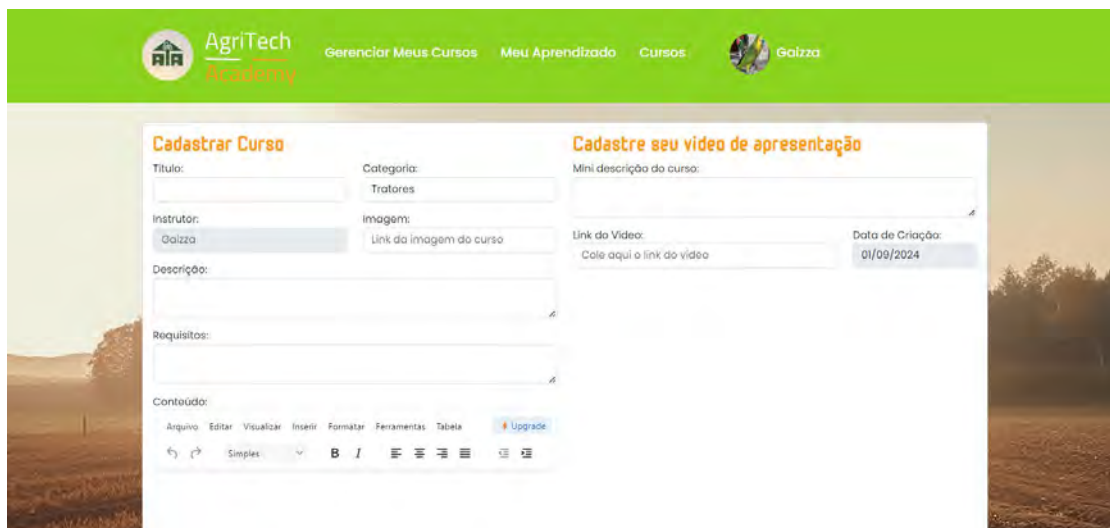 ATA
AgriTech
Academy
Gerenciar Meus Cursos
Meu Aprendizado
Cursos
Gaizza
Cadastrar Curso
Título:
Categoria:
Tratores
Instrutor:
Gaizza
Imagem:
Link da imagem do curso
Descrição:
Requisitos:
Conteúdo:
Arquivo Editar Visualizar Inserir Formatar Ferramentas Tabela
Upgrade
Simples
B I
Cadastre seu video de apresentação
Mini descrição do curso:
Link do Vídeo:
Cole aqui o link do vídeo
Data de Criação:
01/09/2024